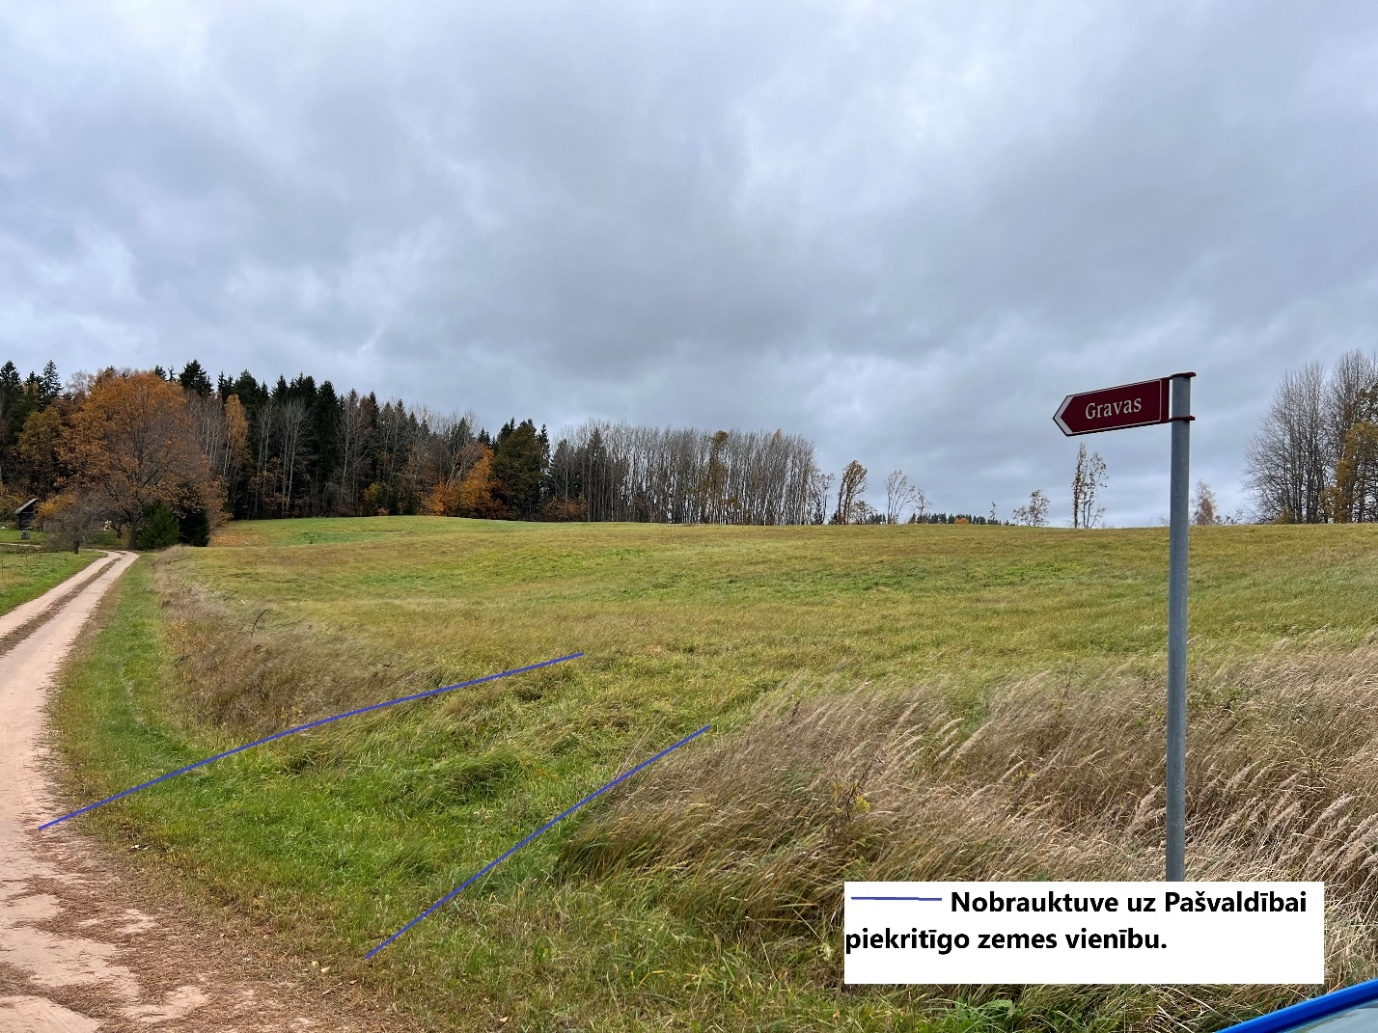 Gravas
Nobrauktuve uz Pašvaldībai
piekritīgo zemes vienību.